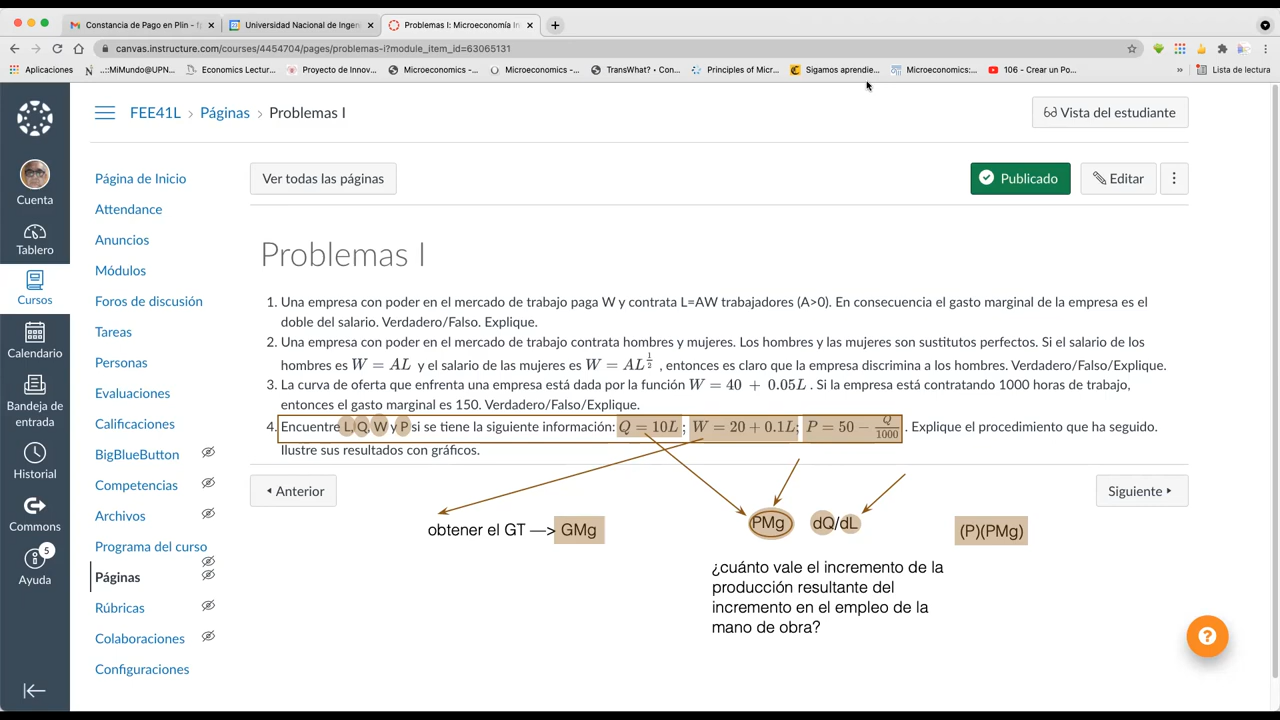 Constancia de Pago en Plin - f
Universidad Nacional de Ingen
Problemas I: Microeconomía In
canvas.instructure.com/courses/4454704/pages/problemas-i?module_item_id=63065131
Aplicaciones
..::MiMundo@UPN...
Economics Lectur...
Proyecto de Innov...
Microeconomics -...
Microeconomics -...
TransWhat? • Con...
Principles of Micr...
Sigamos aprendie...
Microeconomics:...
106 - Crear un Po...
»
Lista de lectura
FEE41L > Páginas > Problemas I
Vista del estudiante
Cuenta
Tablero
Cursos
Calendario
Bandeja de
entrada
Historial
Commons
5
Ayuda
Página de Inicio
Attendance
Anuncios
Módulos
Foros de discusión
Tareas
Personas
Evaluaciones
Calificaciones
BigBlueButton
Competencias
Archivos
Programa del curso
Páginas
Rúbricas
Colaboraciones
Configuraciones
Ver todas las páginas
Publicado
Editar
Problemas I
1. Una empresa con poder en el mercado de trabajo paga W y contrata L=AW trabajadores (A>0). En consecuencia el gasto marginal de la empresa es el
doble del salario. Verdadero/Falso. Explique.
2. Una empresa con poder en el mercado de trabajo contrata hombres y mujeres. Los hombres y las mujeres son sustitutos perfectos. Si el salario de los
hombres es W = AL y el salario de las mujeres es W = AL^{1/2} , entonces es claro que la empresa discrimina a los hombres. Verdadero/Falso/Explique.
3. La curva de oferta que enfrenta una empresa está dada por la función W = 40 + 0.05L . Si la empresa está contratando 1000 horas de trabajo,
entonces el gasto marginal es 150. Verdadero/Falso/Explique.
4. Encuentre L, Q, W y P si se tiene la siguiente información: Q = 10L ; W = 20 + 0.1L; P = 50 − Q/1000 . Explique el procedimiento que ha seguido.
Ilustre sus resultados con gráficos.
Anterior
Siguiente
obtener el GT —> GMg
PMg
dQ/dL
(P)(PMg)
¿cuánto vale el incremento de la
producción resultante del
incremento en el empleo de la
mano de obra?